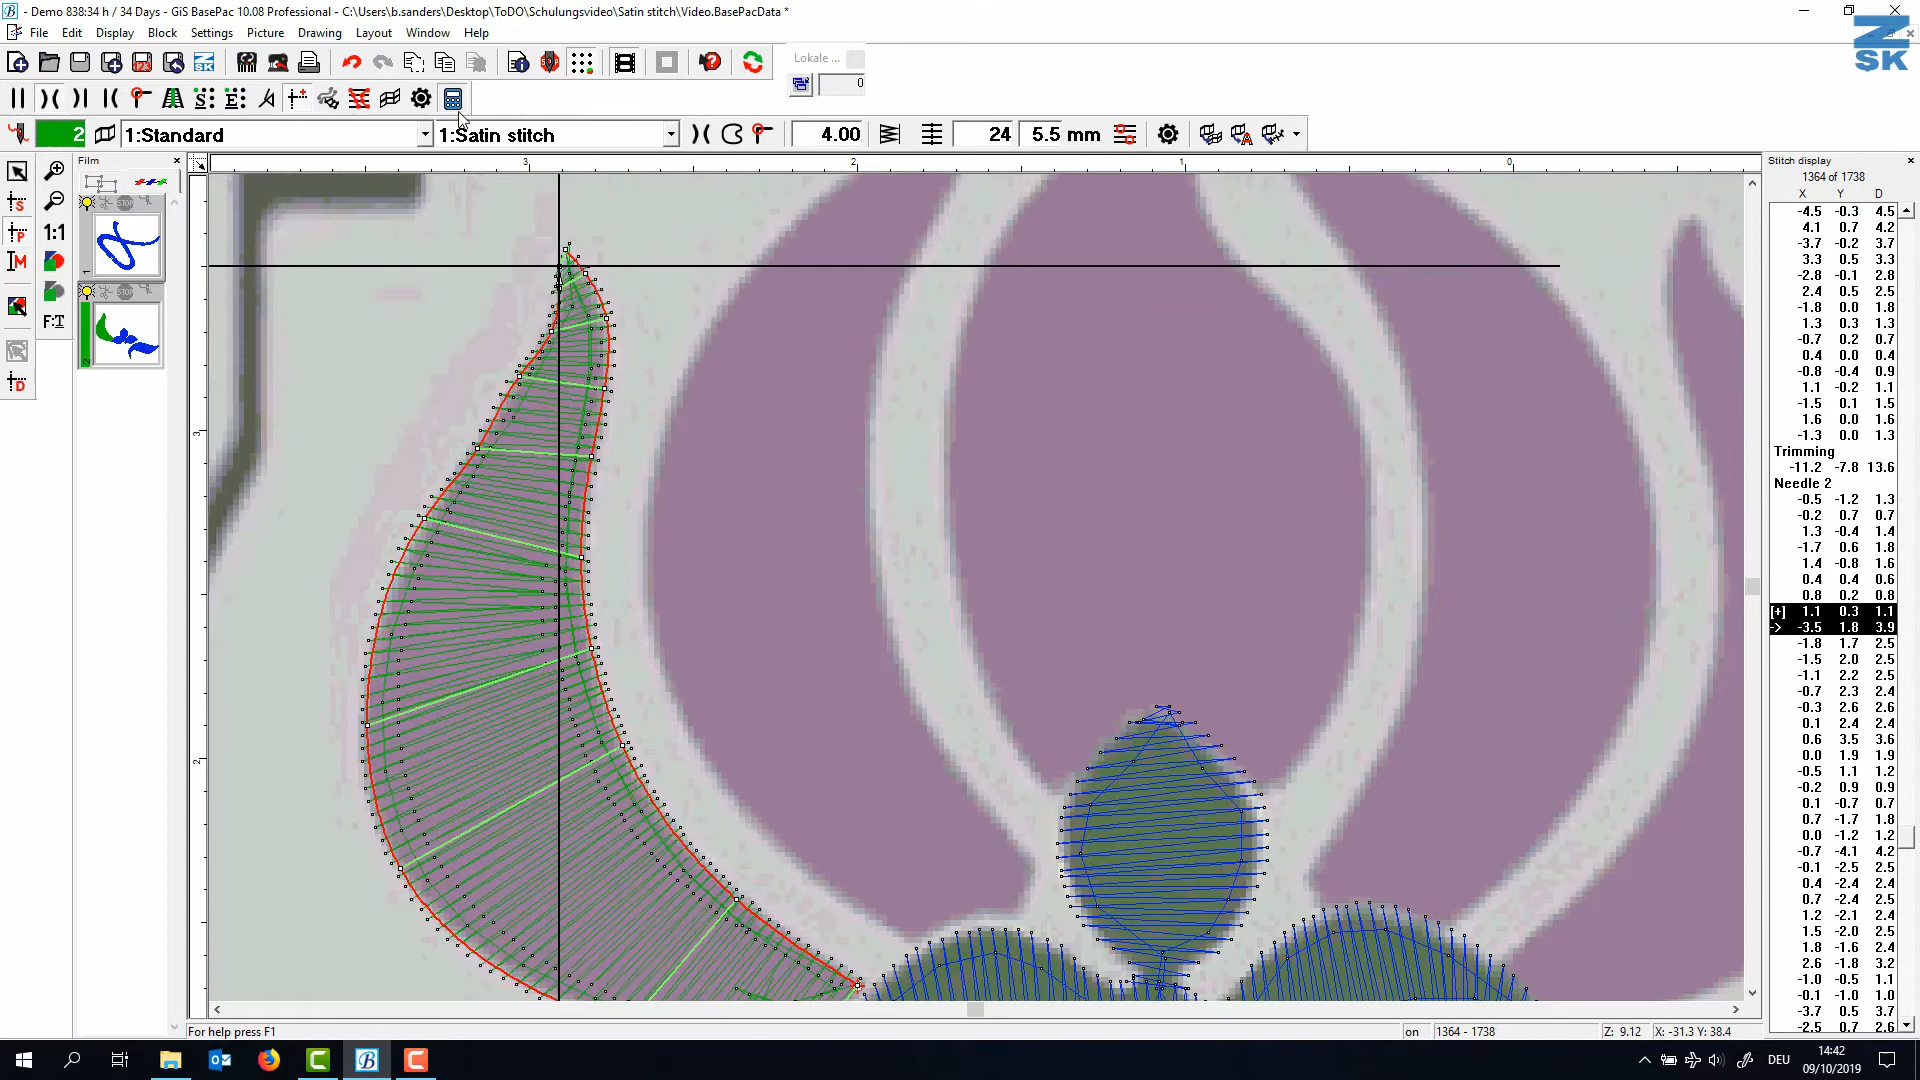 - Demo 838:34 h / 34 Days - GiS BasePac 10.08 Professional - C:\Users\b.sanders\Desktop\ToDO\Schulungsvideo\Satin stitch\Video.BasePacData *
File Edit Display Block Settings Picture Drawing Layout Window Help
ZSK
Lokale ...
0
2 1:Standard 1:Satin stitch 4.00 24 5.5 mm
Film
1:1
F:T
3 2 1 0
3
2
Stitch display
1364 of 1738
X Y D
-4.5 -0.3 4.5
4.1 0.7 4.2
-3.7 -0.2 3.7
3.3 0.5 3.3
-2.8 -0.1 2.8
2.4 0.5 2.5
-1.8 0.0 1.8
1.3 0.3 1.3
-0.7 0.2 0.7
0.4 0.0 0.4
-0.8 -0.4 0.9
1.1 -0.2 1.1
-1.5 0.1 1.5
1.6 0.0 1.6
-1.3 0.0 1.3
Trimming
-11.2 -7.8 13.6
Needle 2
-0.5 -1.2 1.3
-0.2 0.7 0.7
1.3 -0.4 1.4
-1.7 0.6 1.8
1.4 -0.8 1.6
0.4 0.4 0.6
0.8 0.2 0.8
[+] 1.1 0.3 1.1
-> -3.5 1.8 3.9
-1.8 1.7 2.5
-1.5 2.0 2.5
-1.1 2.2 2.5
-0.7 2.3 2.4
-0.3 2.6 2.6
0.1 2.4 2.4
0.6 3.5 3.6
0.0 1.9 1.9
-0.5 1.1 1.2
-0.2 0.9 0.9
0.1 -0.7 0.7
0.7 -1.7 1.8
0.0 -1.2 1.2
-0.7 -4.1 4.2
-0.1 -2.5 2.5
0.4 -2.4 2.4
0.7 -2.4 2.5
1.2 -2.1 2.4
1.5 -2.0 2.5
1.8 -1.6 2.4
2.6 -1.8 3.2
-1.0 -0.5 1.1
-0.1 -1.0 1.0
-3.7 0.5 3.7
-2.5 0.7 2.6
For help press F1
on 1364 - 1738 Z: 9.12 X: -31.3 Y: 38.4
DEU
14:42
09/10/2019